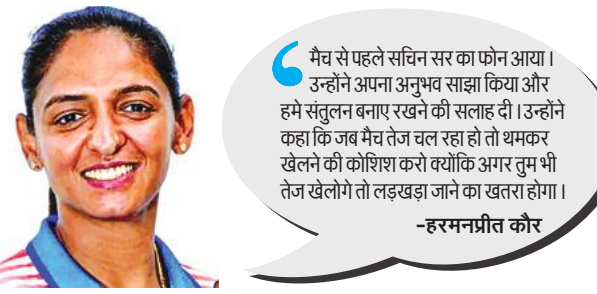 मैच से पहले सचिन सर का फोन आया।
उन्होंने अपना अनुभव साझा किया और
हमे संतुलन बनाए रखने की सलाह दी। उन्होंने
कहा कि जब मैच तेज चल रहा हो तो थमकर
खेलने की कोशिश करो क्योंकि अगर तुम भी
तेज खेलोगे तो लड़खड़ा जाने का खतरा होगा।
-हरमनप्रीत कौर